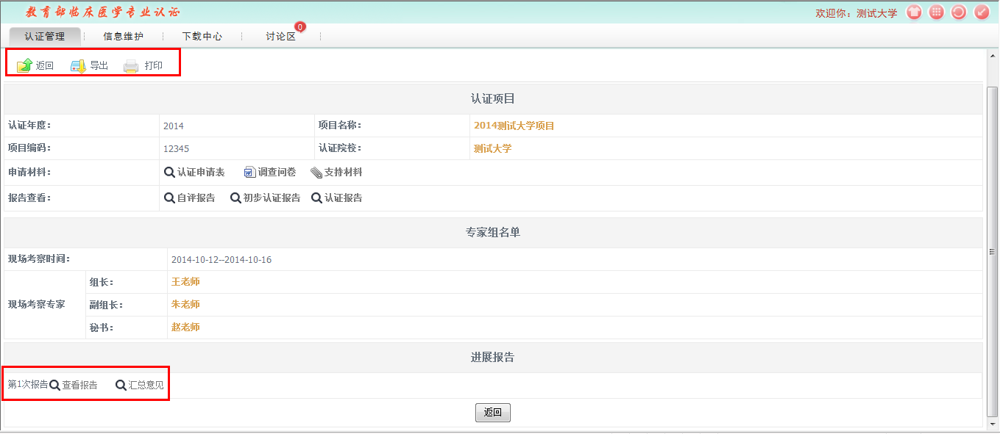 教育部临床医学专业认证
欢迎你：测试大学
认证管理 信息维护 下载中心 讨论区 0
返回 导出 打印
认证项目
认证年度： 2014 项目名称： 2014测试大学项目
项目编码： 12345 认证院校： 测试大学
申请材料： 认证申请表 调查问卷 支持材料
报告查看： 自评报告 初步认证报告 认证报告
专家组名单
现场考察时间： 2014-10-12--2014-10-16
组长： 王老师
现场考察专家 副组长： 朱老师
秘书： 赵老师
进展报告
第1次报告 查看报告 汇总意见
返回